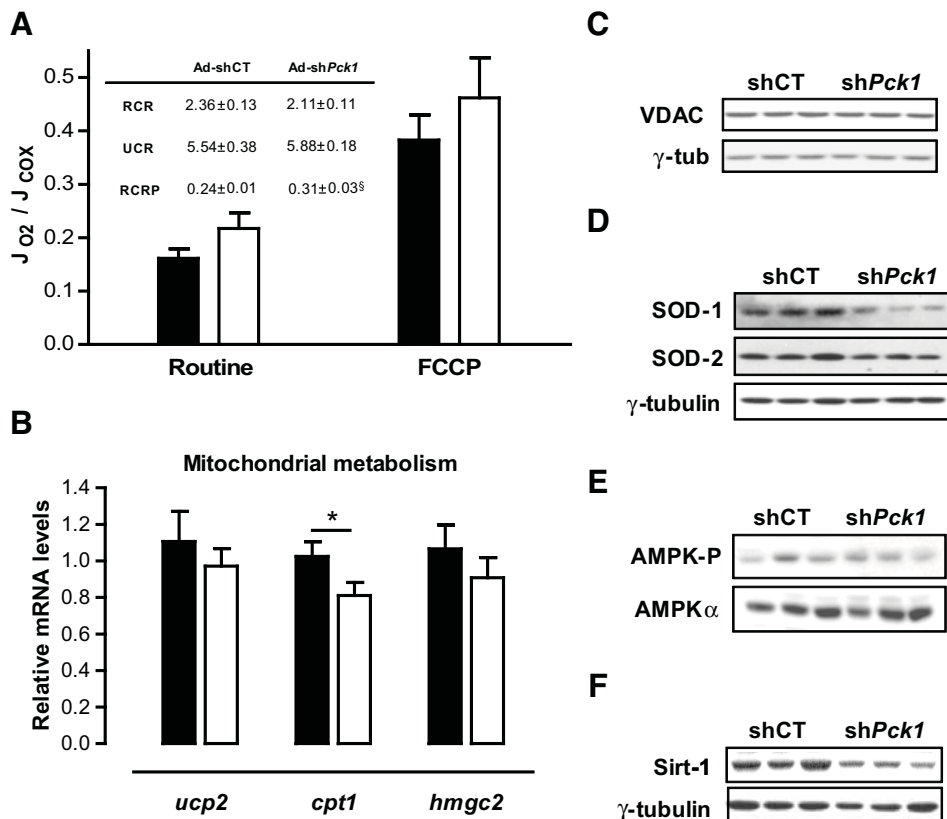 A
J O2 / J COX
0.5
0.4
0.3
0.2
0.1
0.0
Ad-shCT Ad-shPck1
RCR 2.36±0.13 2.11±0.11
UCR 5.54±0.38 5.88±0.18
RCRP 0.24±0.01 0.31±0.03§
Routine FCCP
B
Mitochondrial metabolism
Relative mRNA levels
1.4
1.2
1.0
0.8
0.6
0.4
0.2
0.0
*
ucp2 cpt1 hmgc2
C
shCT shPck1
VDAC
γ-tub
D
shCT shPck1
SOD-1
SOD-2
γ-tubulin
E
shCT shPck1
AMPK-P
AMPKα
F
shCT shPck1
Sirt-1
γ-tubulin